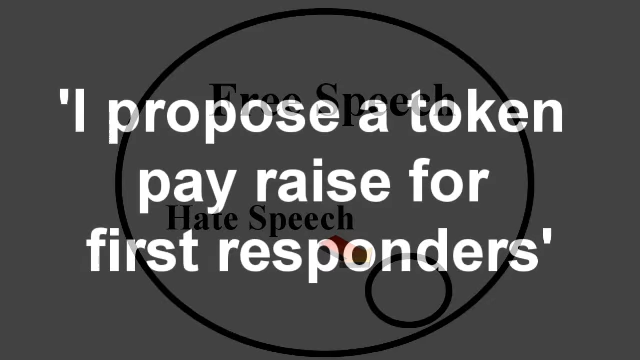 Free Speech
'I propose a token
pay raise for
Hate Speech
first responders'